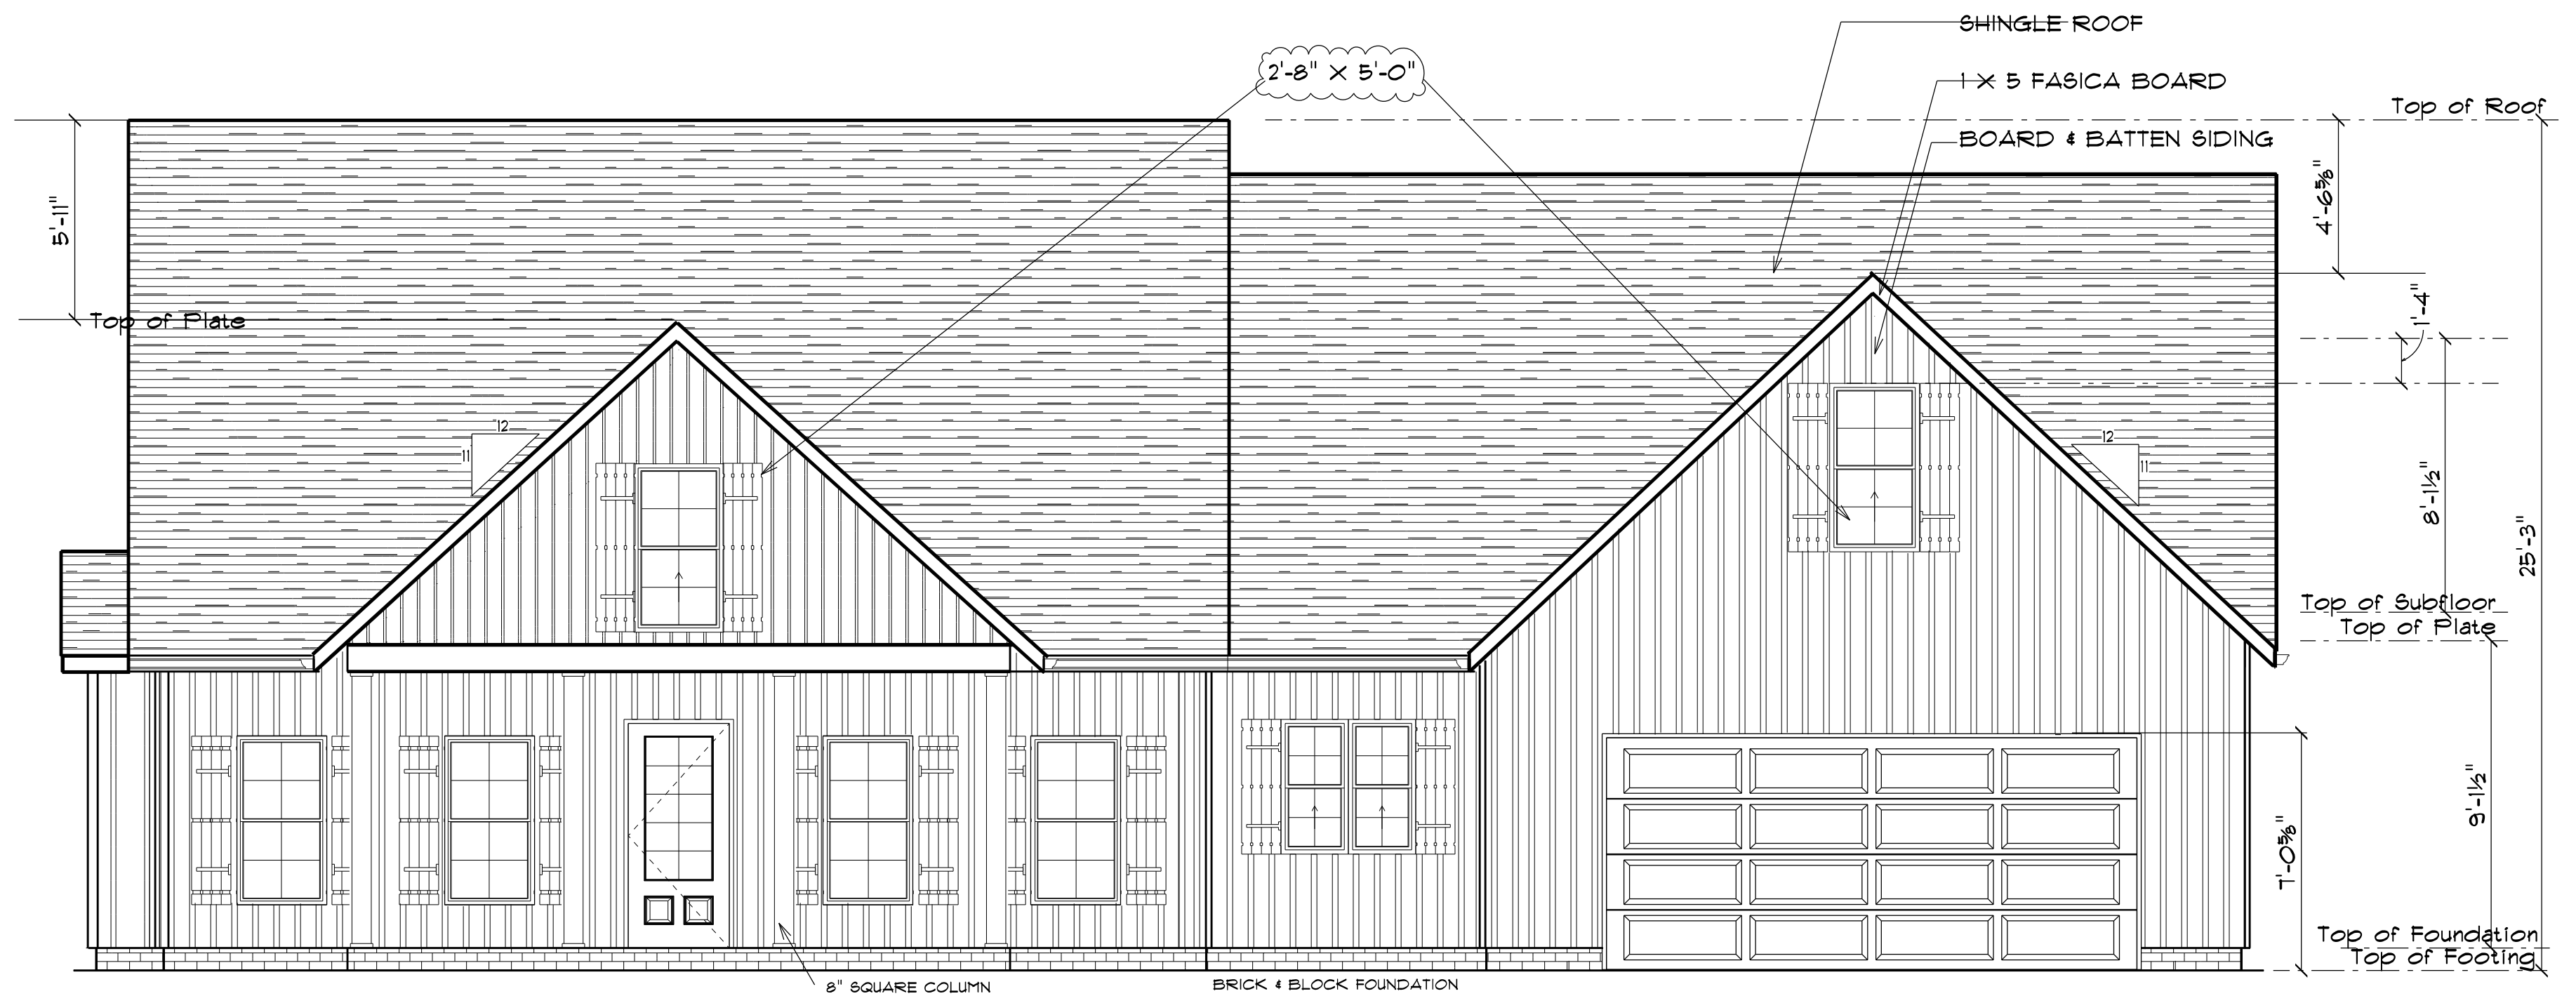 SHINGLE ROOF
2'-8" X 5'-0"
1 X 5 FASICA BOARD
Top of Roof
BOARD & BATTEN SIDING
4'-6⅝"
5'-11"
1'-4"
Top of Plate
12
11
12
11
8'-1½"
25'-3"
Top of Subfloor
Top of Plate
9'-1½"
7'-0⅝"
Top of Foundation
Top of Footing
8" SQUARE COLUMN
BRICK & BLOCK FOUNDATION